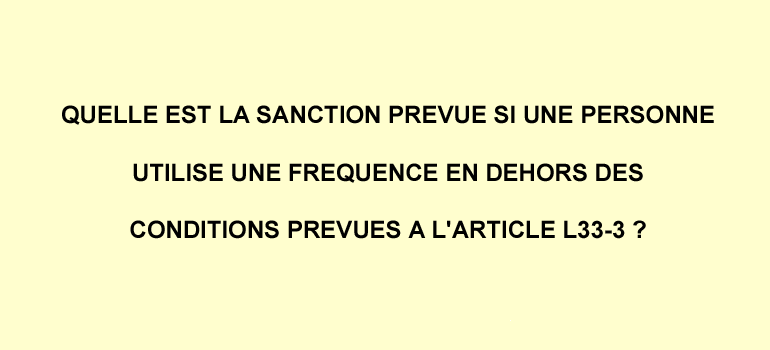 QUELLE EST LA SANCTION PREVUE SI UNE PERSONNE
UTILISE UNE FREQUENCE EN DEHORS DES
CONDITIONS PREVUES A L'ARTICLE L33-3 ?